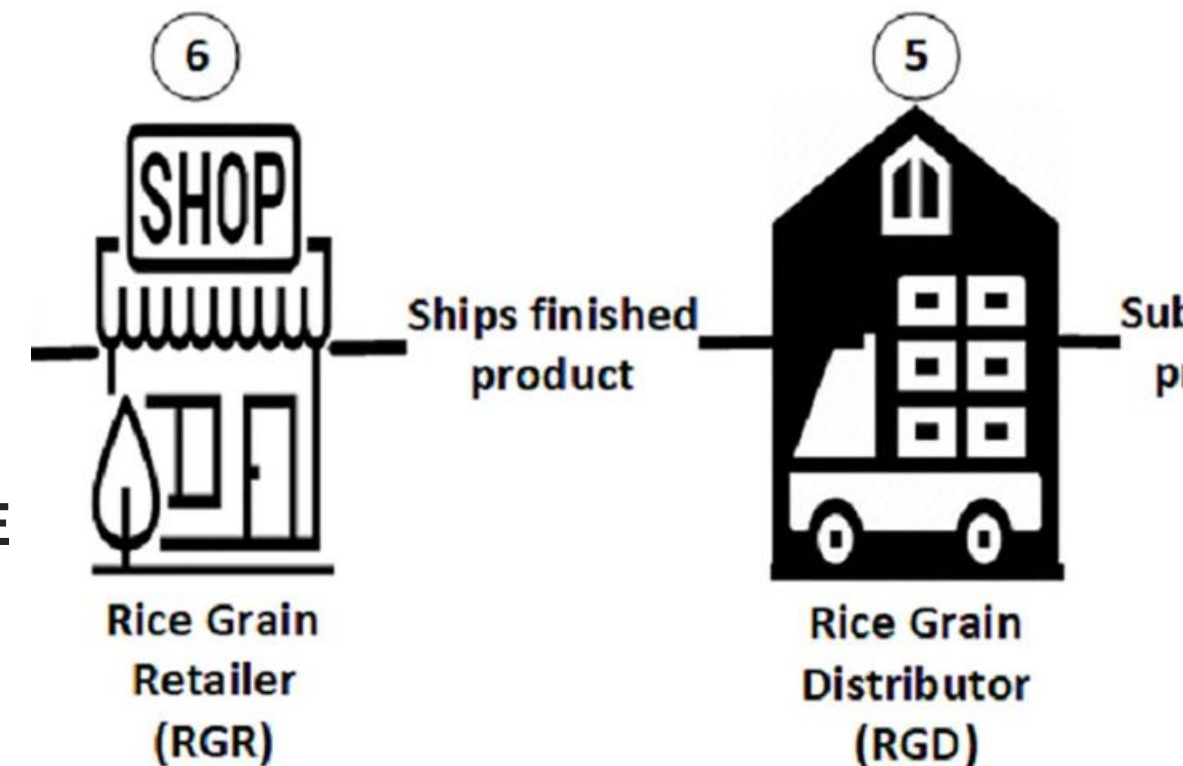 6
5
SHOP
Ships finished
product
Rice Grain
Retailer
(RGR)
Rice Grain
Distributor
(RGD)